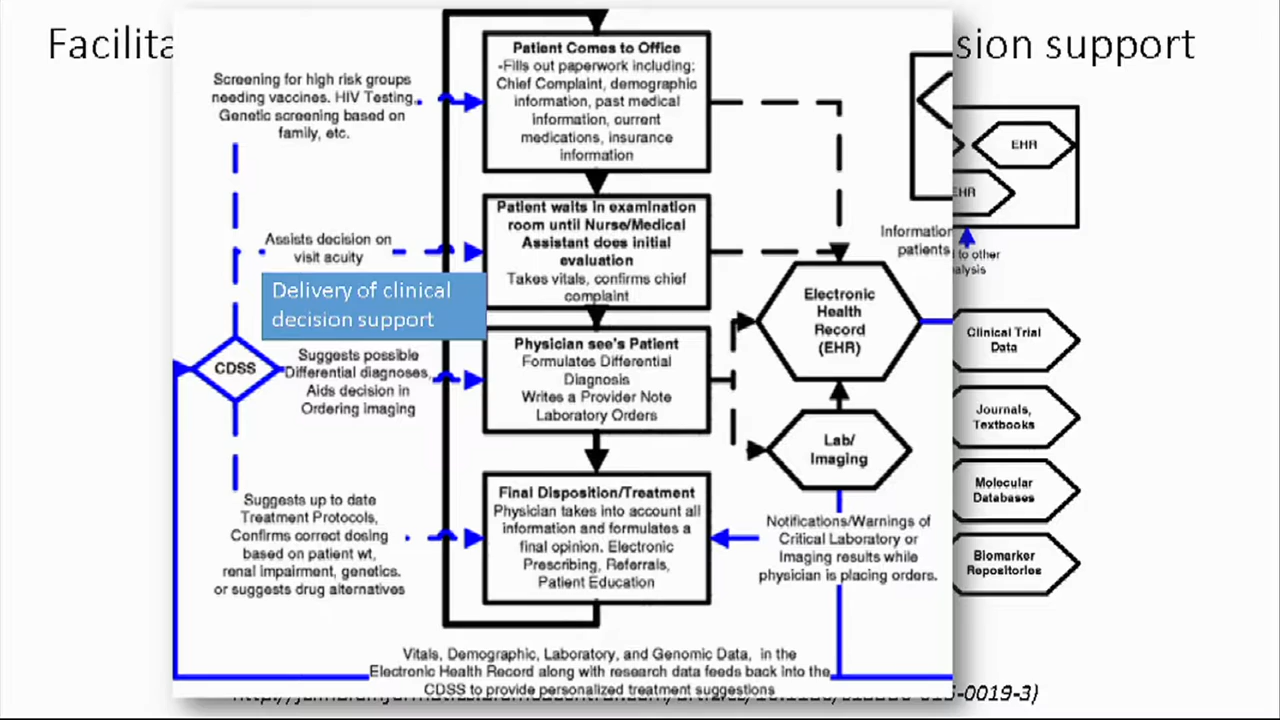 Facilita
sion support
Patient Comes to Office
-Fills out paperwork including:
Chief Complaint, demographic
information, past medical
information, current
medications, insurance
information
Screening for high risk groups
needing vaccines. HIV Testing.
Genetic screening based on
family, etc.
Patient waits in examination
room until Nurse/Medical
Assistant does initial
evaluation
Takes vitals, confirms chief
complaint
Assists decision on
visit acuity
Delivery of clinical
decision support
CDSS
Suggests possible
Differential diagnoses,
Aids decision in
Ordering imaging
Physician see's Patient
Formulates Differential
Diagnosis
Writes a Provider Note
Laboratory Orders
Electronic
Health
Record
(EHR)
Lab/
Imaging
Suggests up to date
Treatment Protocols,
Confirms correct dosing
based on patient wt,
renal impairment, genetics.
or suggests drug alternatives
Final Disposition/Treatment
Physician takes into account all
information and formulates a
final opinion. Electronic
Prescribing, Referrals,
Patient Education
Notifications/Warnings of
Critical Laboratory or
Imaging results while
physician is placing orders.
Vitals, Demographic, Laboratory, and Genomic Data, in the
Electronic Health Record along with research data feeds back into the
CDSS to provide personalized treatment suggestions
EHR
EHR
Information
patients
to other
alysis
Clinical Trial
Data
Journals,
Textbooks
Molecular
Databases
Biomarker
Repositories
-0019-3)